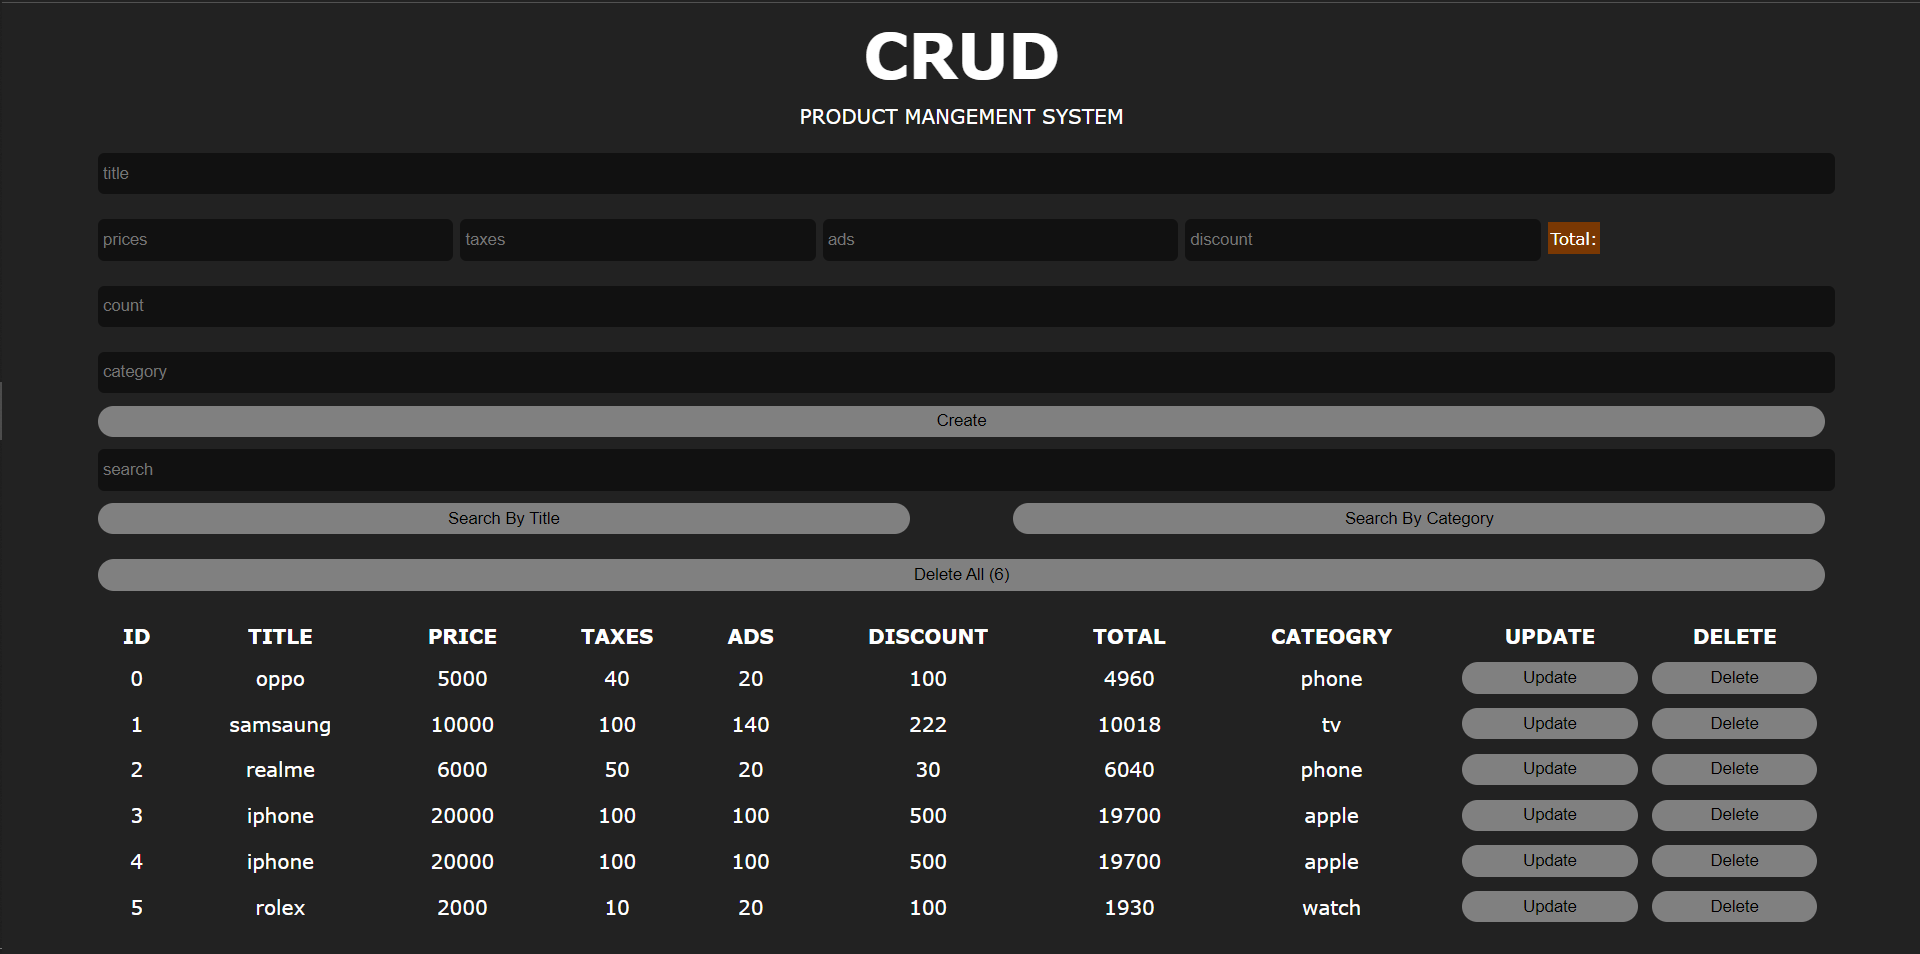 CRUD
PRODUCT MANGEMENT SYSTEM
title
prices taxes ads discount Total:
count
category
Create
search
Search By Title Search By Category
Delete All (6)
ID TITLE PRICE TAXES ADS DISCOUNT TOTAL CATEOGRY UPDATE DELETE
0 oppo 5000 40 20 100 4960 phone Update Delete
1 samsaung 10000 100 140 222 10018 tv Update Delete
2 realme 6000 50 20 30 6040 phone Update Delete
3 iphone 20000 100 100 500 19700 apple Update Delete
4 iphone 20000 100 100 500 19700 apple Update Delete
5 rolex 2000 10 20 100 1930 watch Update Delete